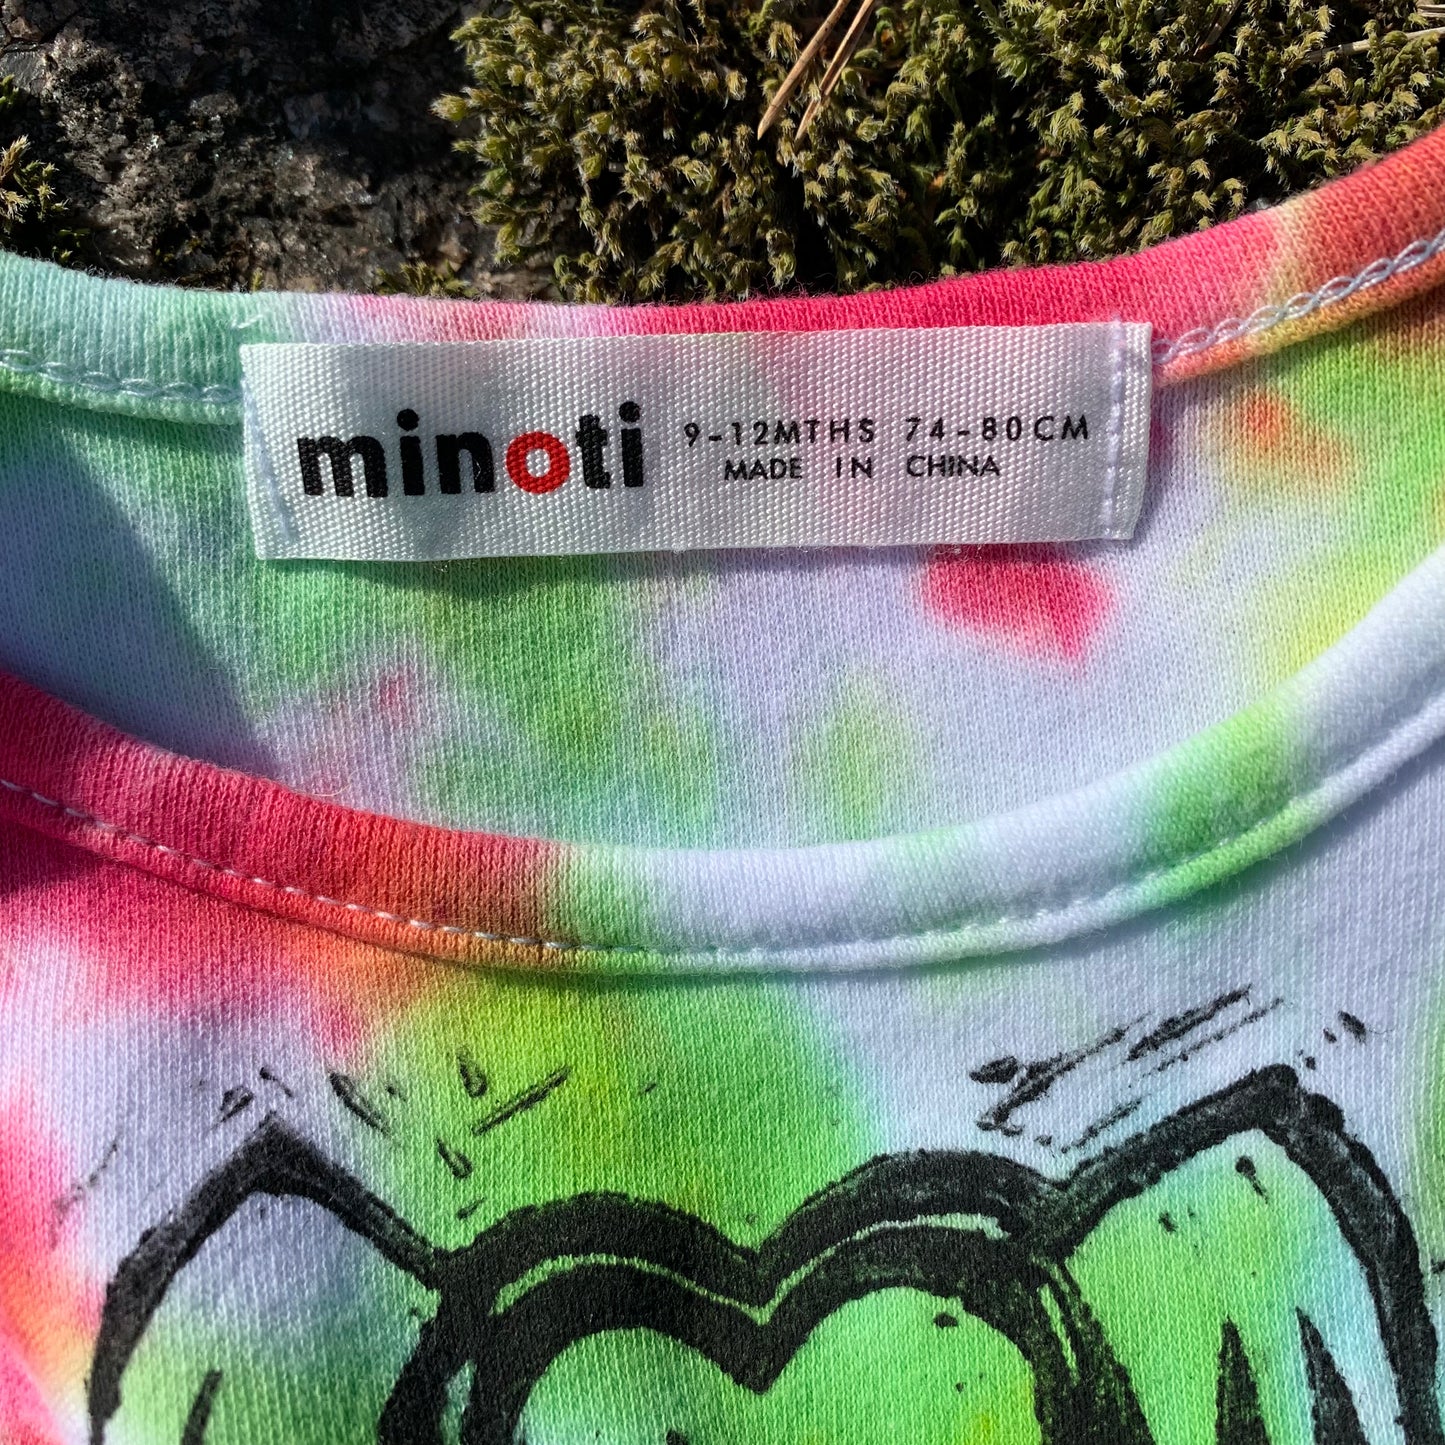 minoti 9-12MTHS 74-80CM
MADE IN CHINA